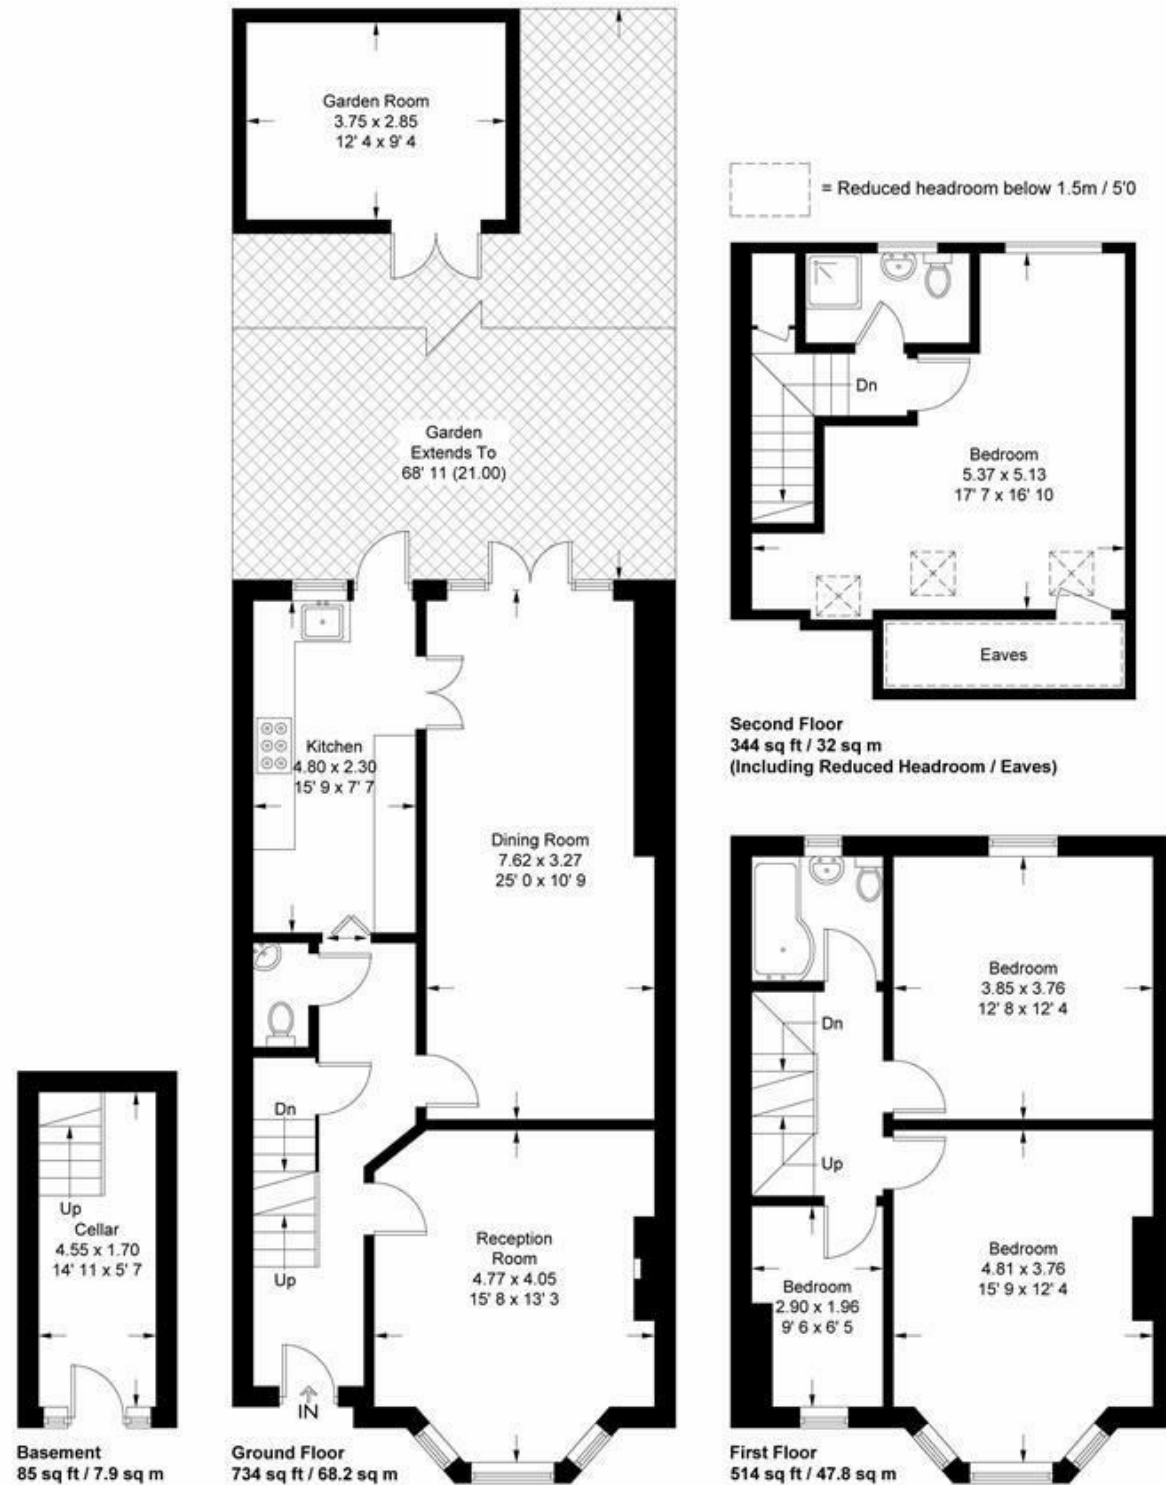 Garden Room
3.75 x 2.85
12' 4 x 9' 4
= Reduced headroom below 1.5m / 5'0
Dn
Bedroom
5.37 x 5.13
17' 7 x 16' 10
Eaves
Second Floor
344 sq ft / 32 sq m
(Including Reduced Headroom / Eaves)
Garden
Extends To
68' 11 (21.00)
Kitchen
4.80 x 2.30
15' 9 x 7' 7
Dining Room
7.62 x 3.27
25' 0 x 10' 9
Dn
Up
Reception
Room
4.77 x 4.05
15' 8 x 13' 3
IN
Ground Floor
734 sq ft / 68.2 sq m
Up
Cellar
4.55 x 1.70
14' 11 x 5' 7
Basement
85 sq ft / 7.9 sq m
Bedroom
3.85 x 3.76
12' 8 x 12' 4
Dn
Up
Bedroom
2.90 x 1.96
9' 6 x 6' 5
Bedroom
4.81 x 3.76
15' 9 x 12' 4
First Floor
514 sq ft / 47.8 sq m